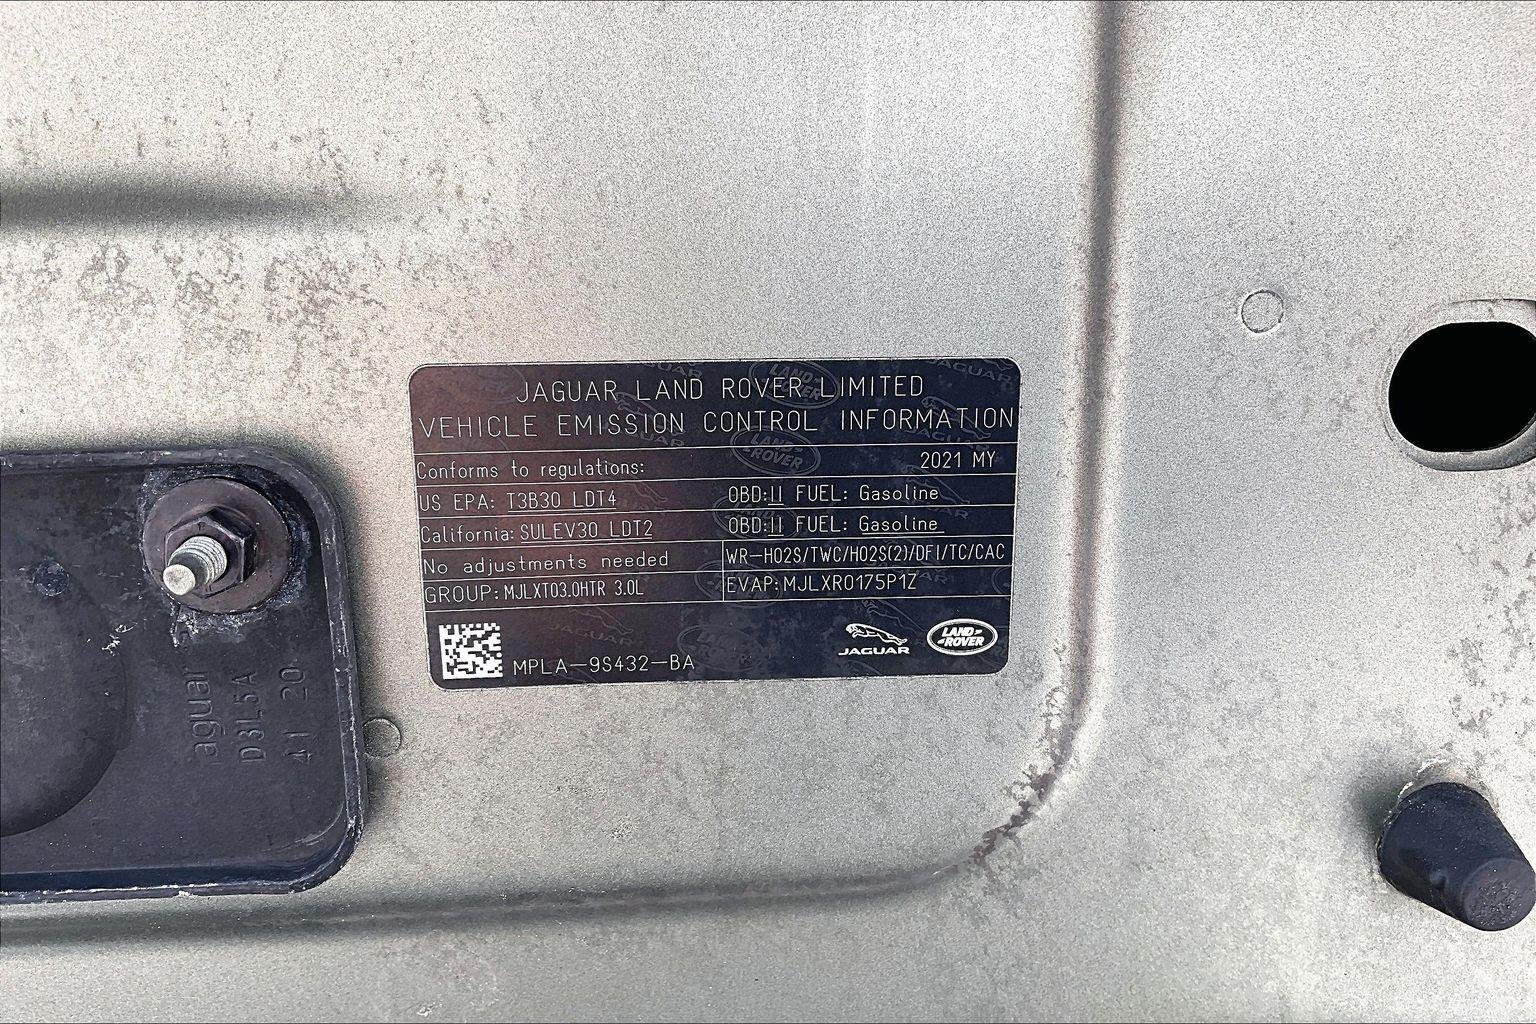 JAGUAR LAND ROVER LIMITED
VEHICLE EMISSION CONTROL INFORMATION
Conforms to regulations: 2021 MY
US EPA: T3B30 LDT4 OBD:II FUEL: Gasoline
California: SULEV30 LDT2 OBD:II FUEL: Gasoline
No adjustments needed WR-HO2S/TWC/HO2S(2)/DFI/TC/CAC
GROUP: MJLXT03.0HTR 3.0L EVAP: MJLXR0175P1Z
MPLA-9S432-BA
JAGUAR
LAND-
-ROVER
jaguar
D3L5A
41 20